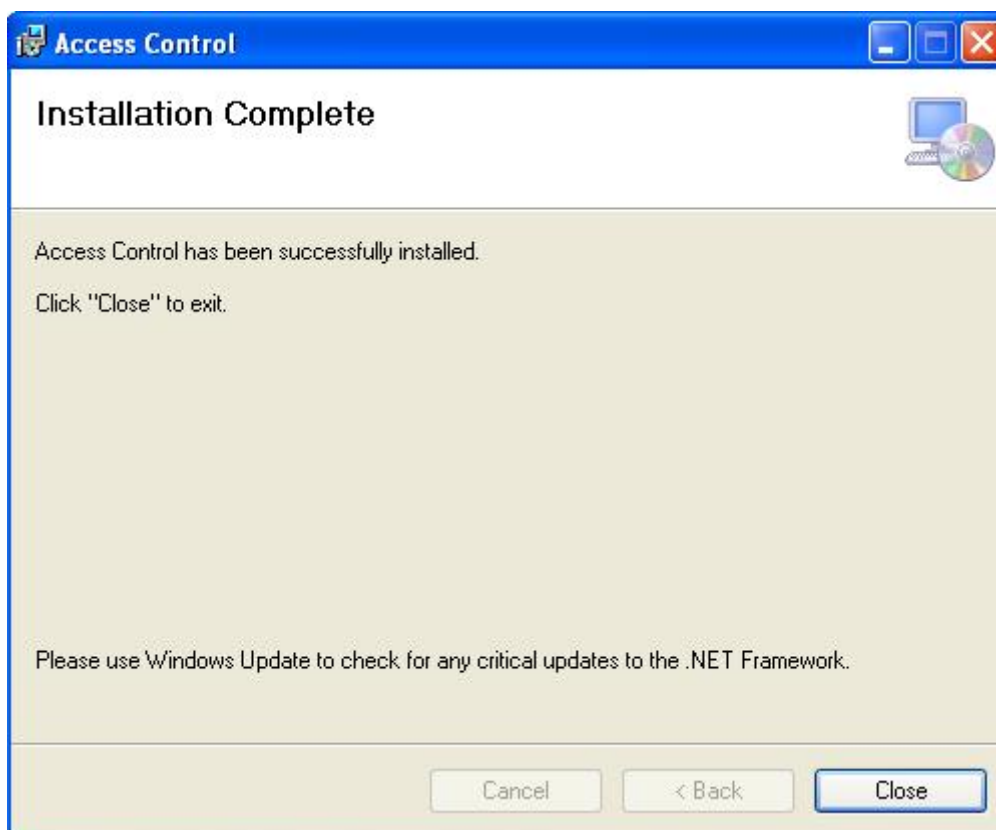 Access Control
Installation Complete
Access Control has been successfully installed.
Click "Close" to exit.
Please use Windows Update to check for any critical updates to the .NET Framework.
Cancel
< Back
Close